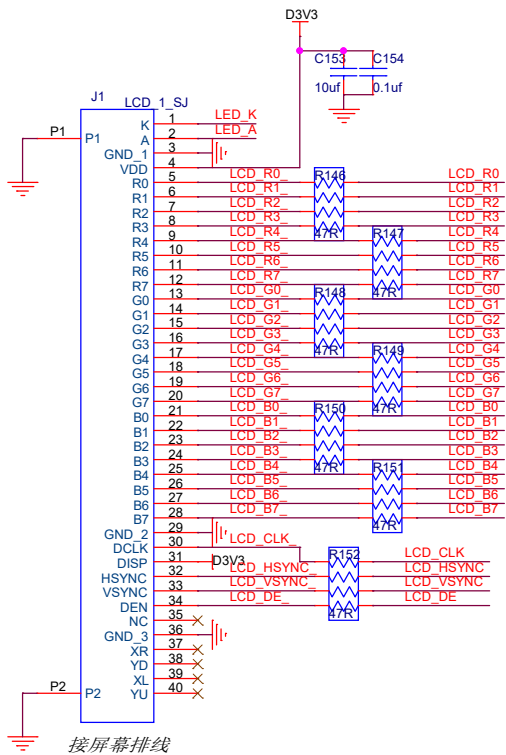 D3V3
C153 C154
10uf 0.1uf
J1
LCD_1_SJ
P1 P1
K 1 LED_K
A 2 LED_A
GND_1 3
VDD 4
R0 5 LCD_R0_ R146 LCD_R0
R1 6 LCD_R1_ LCD_R1
R2 7 LCD_R2_ LCD_R2
R3 8 LCD_R3_ LCD_R3
R4 9 LCD_R4_ 47R R147 LCD_R4
R5 10 LCD_R5_ LCD_R5
R6 11 LCD_R6_ LCD_R6
R7 12 LCD_R7_ LCD_R7
G0 13 LCD_G0_ R148 47R LCD_G0
G1 14 LCD_G1_ LCD_G1
G2 15 LCD_G2_ LCD_G2
G3 16 LCD_G3_ LCD_G3
G4 17 LCD_G4_ 47R R149 LCD_G4
G5 18 LCD_G5_ LCD_G5
G6 19 LCD_G6_ LCD_G6
G7 20 LCD_G7_ LCD_G7
B0 21 LCD_B0_ R150 47R LCD_B0
B1 22 LCD_B1_ LCD_B1
B2 23 LCD_B2_ LCD_B2
B3 24 LCD_B3_ LCD_B3
B4 25 LCD_B4_ 47R R151 LCD_B4
B5 26 LCD_B5_ LCD_B5
B6 27 LCD_B6_ LCD_B6
B7 28 LCD_B7_ LCD_B7
GND_2 29 47R
DCLK 30 LCD_CLK_ R152 LCD_CLK
DISP 31 D3V3
HSYNC 32 LCD_HSYNC_ LCD_HSYNC
VSYNC 33 LCD_VSYNC_ LCD_VSYNC
DEN 34 LCD_DE_ LCD_DE
NC 35 47R
GND_3 36
XR 37
YD 38
XL 39
YU 40
P2 P2
接屏幕排线